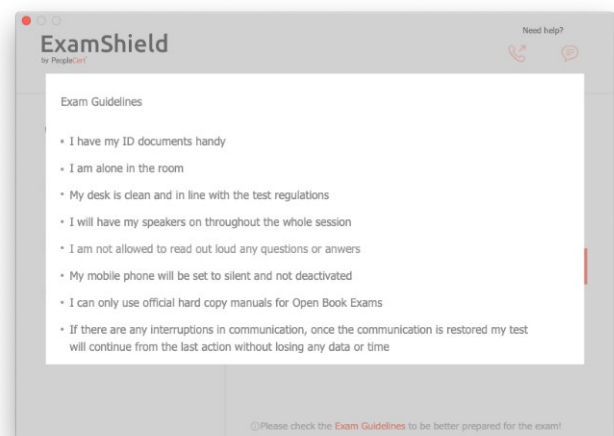 Need help?
ExamShield
by PeopleCert
Exam Guidelines
• I have my ID documents handy
• I am alone in the room
• My desk is clean and in line with the test regulations
• I will have my speakers on throughout the whole session
• I am not allowed to read out loud any questions or anwers
• My mobile phone will be set to silent and not deactivated
• I can only use official hard copy manuals for Open Book Exams
• If there are any interruptions in communication, once the communication is restored my test
will continue from the last action without losing any data or time
ⓘPlease check the Exam Guidelines to be better prepared for the exam!